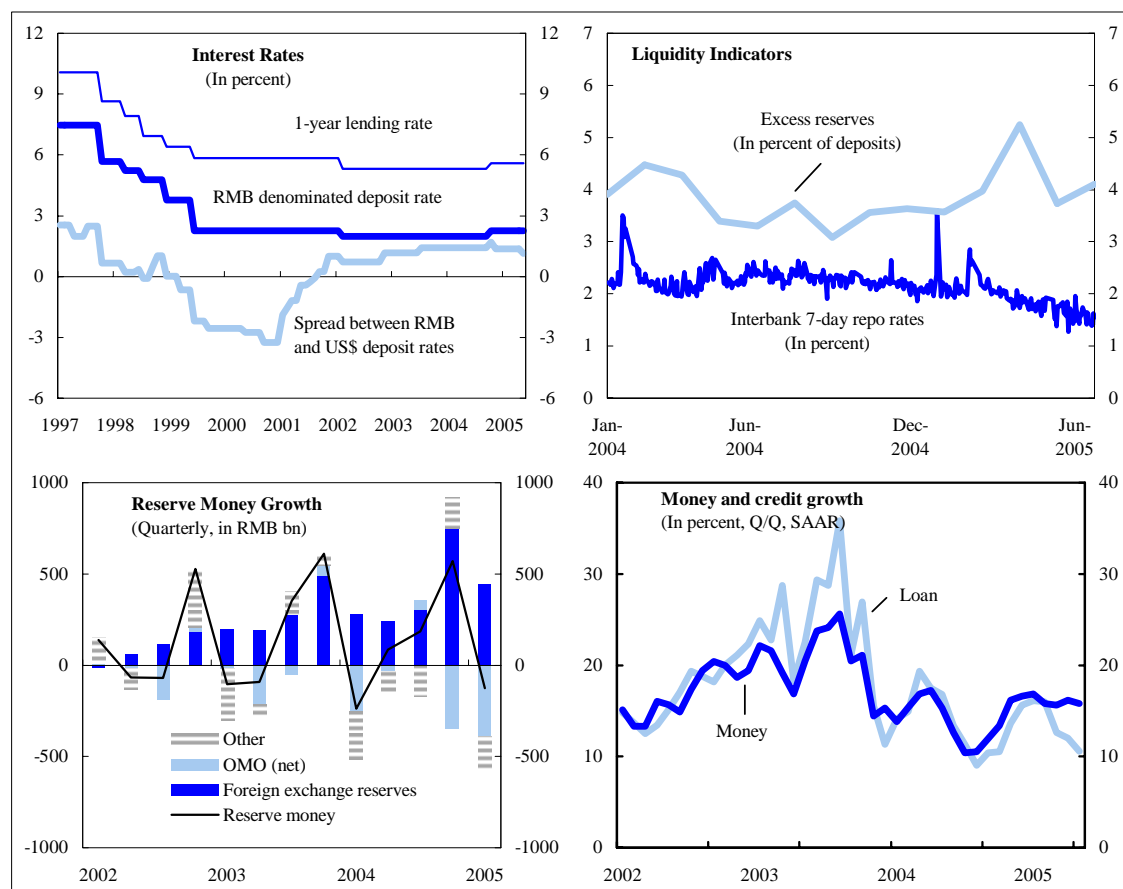 Interest Rates
(In percent)
12
9
6
3
0
-3
-6
12
9
6
3
0
-3
-6
1-year lending rate
RMB denominated deposit rate
Spread between RMB
and US$ deposit rates
1997 1998 1999 2000 2001 2002 2003 2004 2005
Liquidity Indicators
7
6
5
4
3
2
1
0
7
6
5
4
3
2
1
0
Excess reserves
(In percent of deposits)
Interbank 7-day repo rates
(In percent)
Jan-
2004
Jun-
2004
Dec-
2004
Jun-
2005
Reserve Money Growth
(Quarterly, in RMB bn)
1000
500
0
-500
-1000
1000
500
0
-500
-1000
Other
OMO (net)
Foreign exchange reserves
Reserve money
2002 2003 2004 2005
Money and credit growth
(In percent, Q/Q, SAAR)
40
30
20
10
0
40
30
20
10
0
Loan
Money
2002 2003 2004 2005